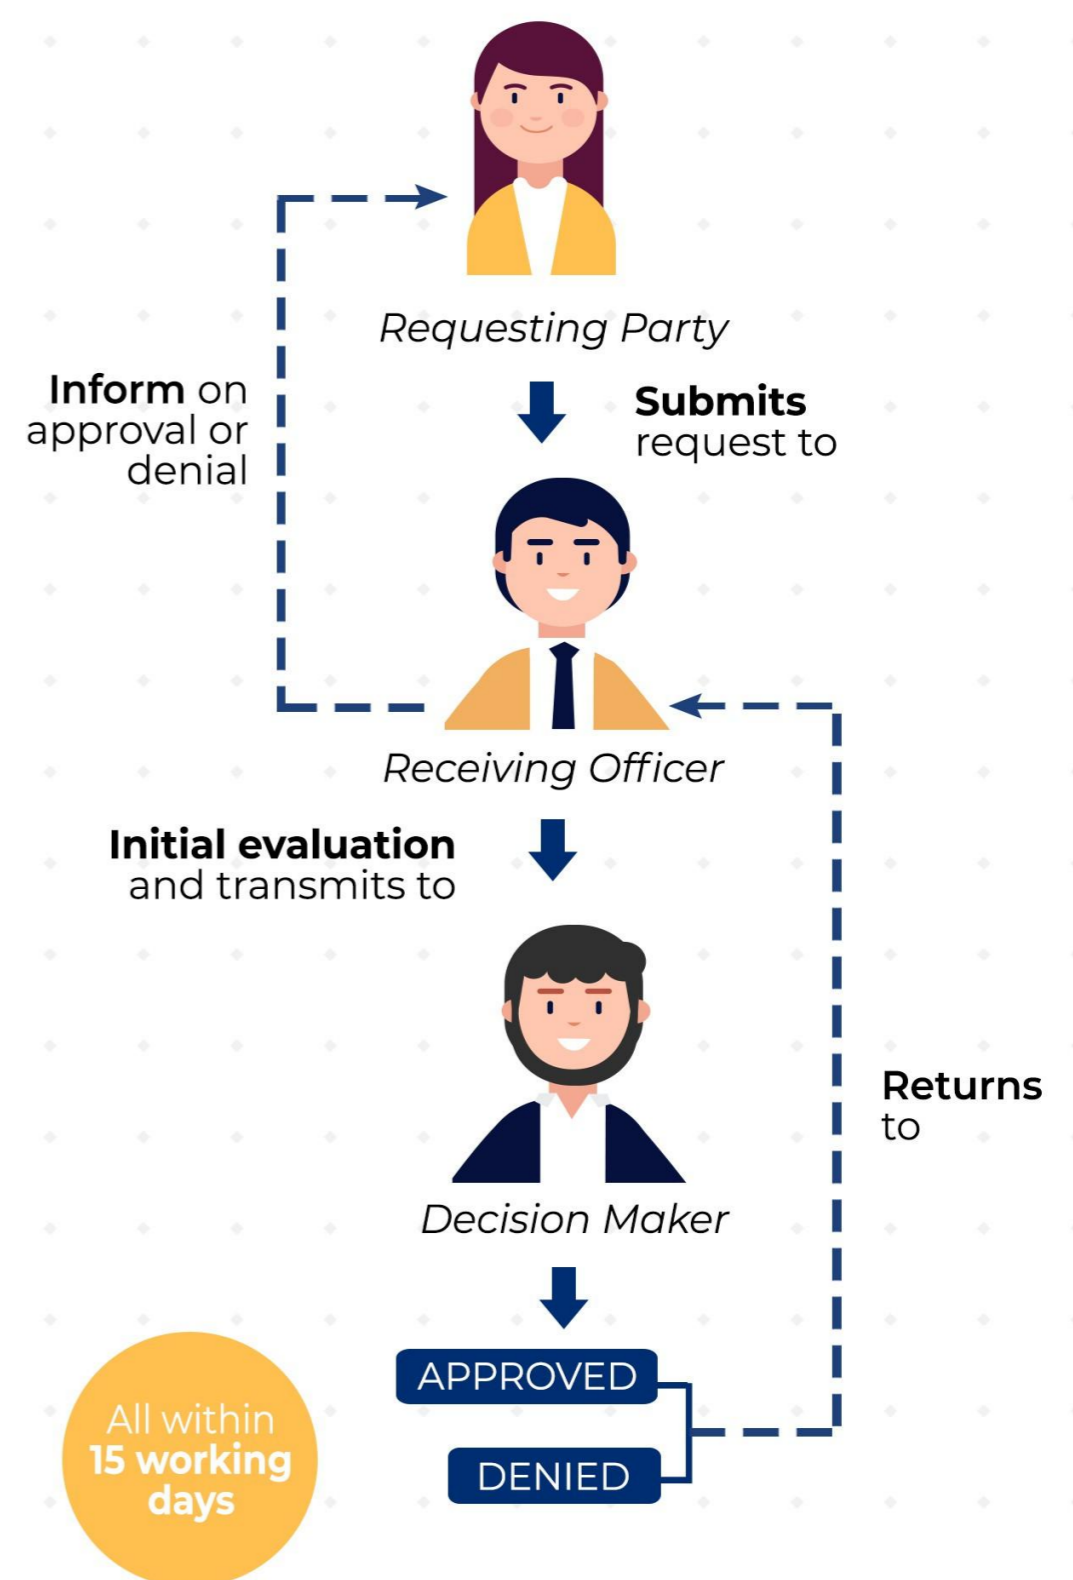 Requesting Party
Inform on
approval or
denial
Submits
request to
Receiving Officer
Initial evaluation
and transmits to
Decision Maker
Returns
to
APPROVED
DENIED
All within
15 working
days